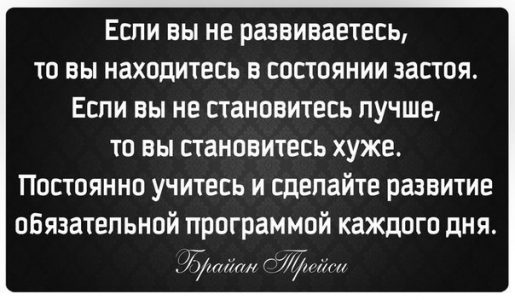 Если вы не развиваетесь,
то вы находитесь в состоянии застоя.
Если вы не становитесь лучше,
то вы становитесь хуже.
Постоянно учитесь и сделайте развитие
обязательной программой каждого дня.
Брайан Трейси